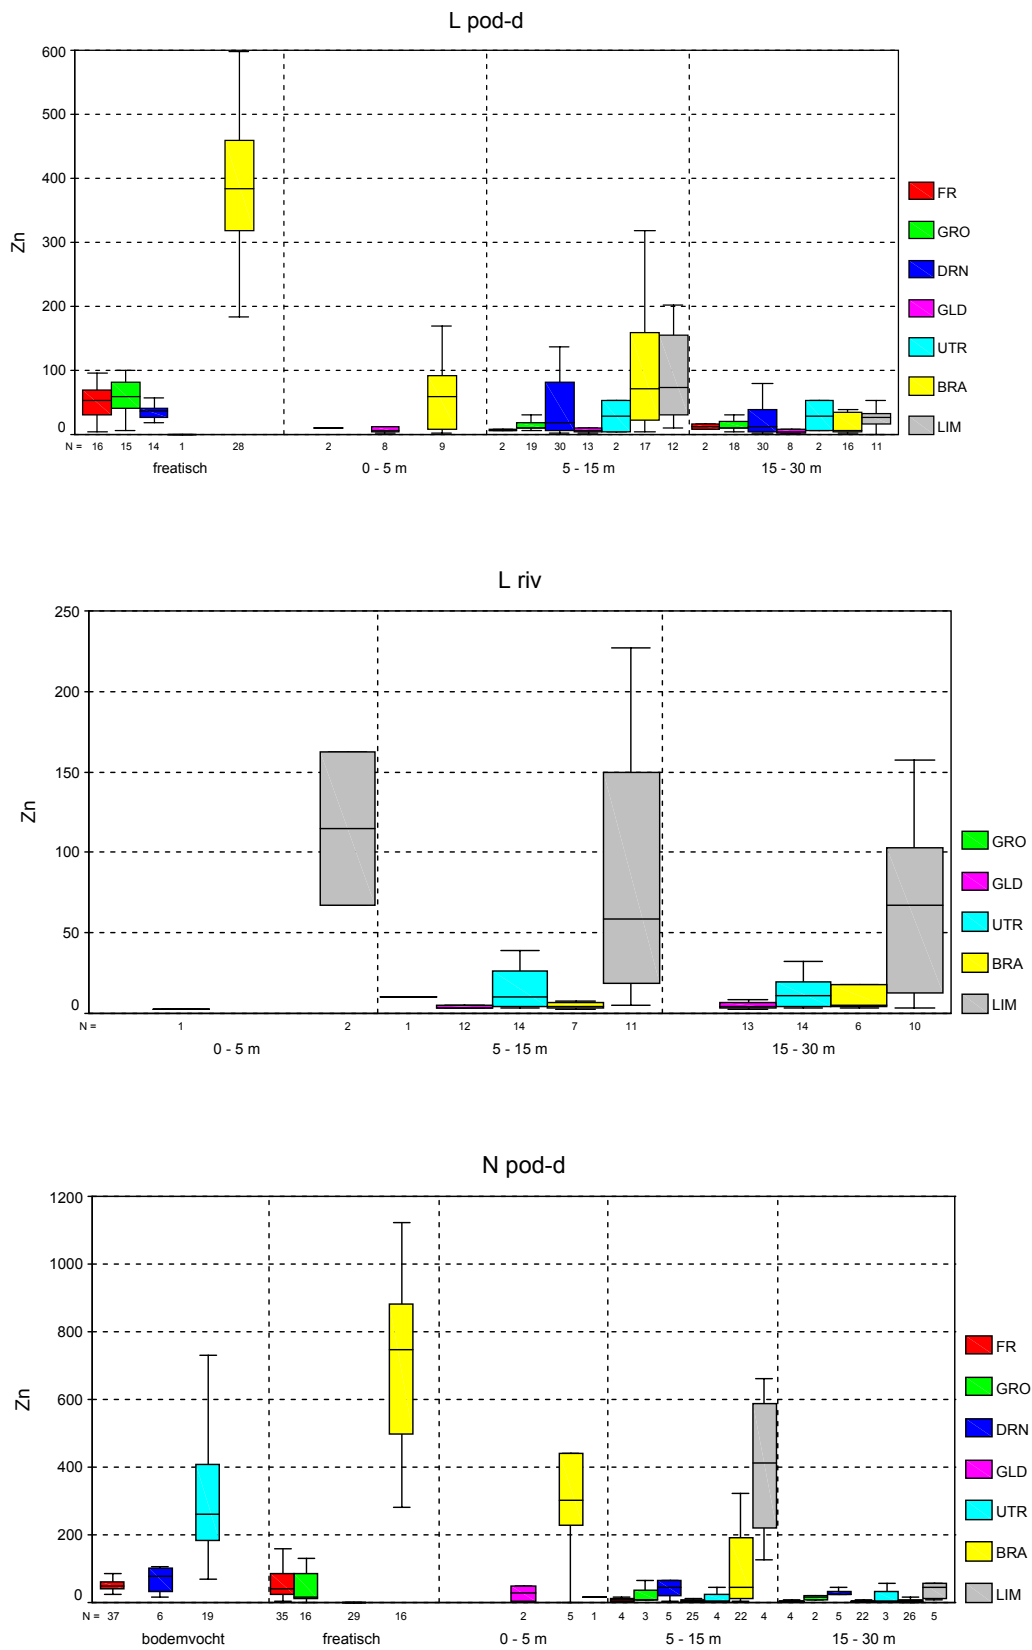 L pod-d
600
500
400
300
200
100
0
Zn
N = 16 15 14 1 28 2 8 9 2 19 30 13 2 17 12 2 18 30 8 2 16 11
freatisch 0 - 5 m 5 - 15 m 15 - 30 m
FR
GRO
DRN
GLD
UTR
BRA
LIM
L riv
250
200
150
100
50
0
Zn
N = 1 2 1 12 14 7 11 13 14 6 10
0 - 5 m 5 - 15 m 15 - 30 m
GRO
GLD
UTR
BRA
LIM
N pod-d
1200
1000
800
600
400
200
0
Zn
N = 37 6 19 35 16 29 16 2 5 1 4 3 5 25 4 22 4 4 2 5 22 3 26 5
bodemvocht freatisch 0 - 5 m 5 - 15 m 15 - 30 m
FR
GRO
DRN
GLD
UTR
BRA
LIM